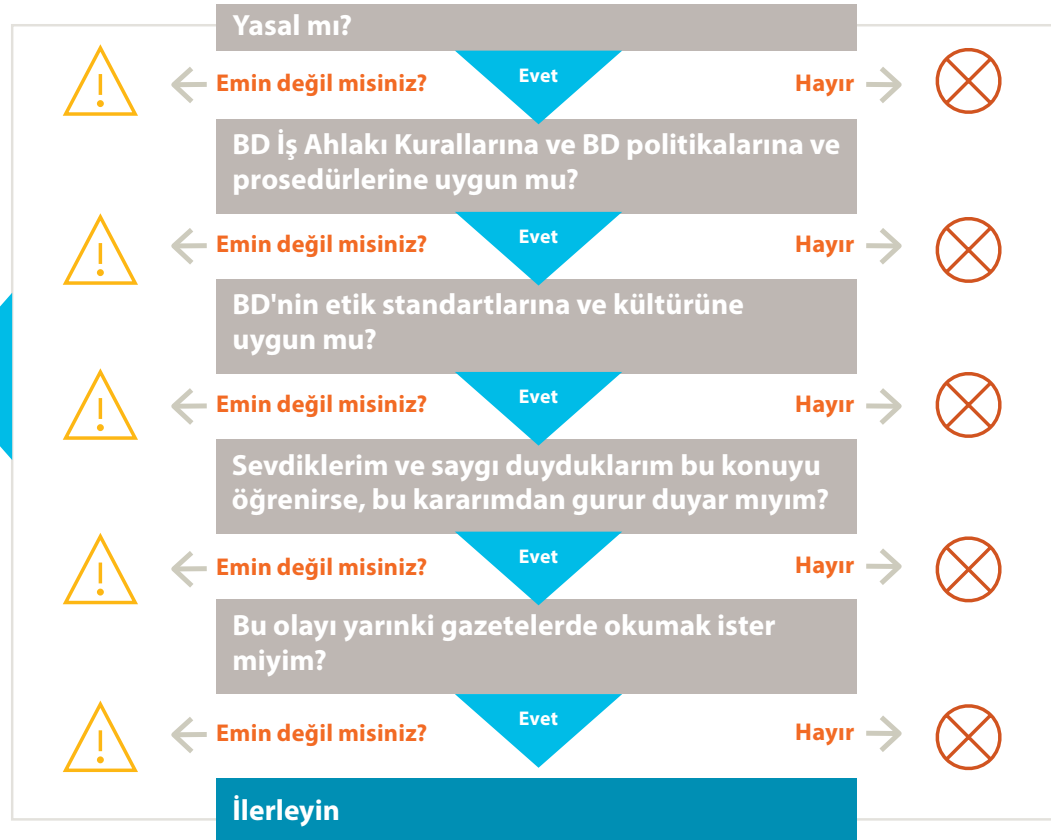 Yasal mı?
Emin değil misiniz? Evet Hayır
BD İş Ahlakı Kurallarına ve BD politikalarına ve
prosedürlerine uygun mu?
Emin değil misiniz? Evet Hayır
BD'nin etik standartlarına ve kültürüne
uygun mu?
Emin değil misiniz? Evet Hayır
Sevdiklerim ve saygı duyduklarım bu konuyu
öğrenirse, bu kararımdan gurur duyar mıyım?
Emin değil misiniz? Evet Hayır
Bu olayı yarınki gazetelerde okumak ister
miyim?
Emin değil misiniz? Evet Hayır
İlerleyin